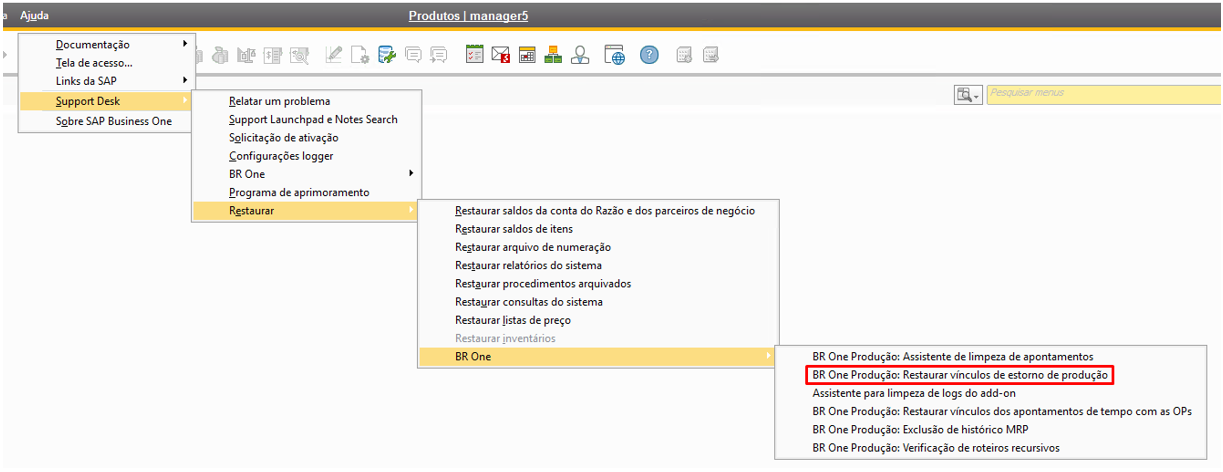 a Ajuda Produtos | manager5
Documentação
Tela de acesso...
Links da SAP
Support Desk
Sobre SAP Business One
Pesquisar menus
Relatar um problema
Support Launchpad e Notes Search
Solicitação de ativação
Configurações logger
BR One
Programa de aprimoramento
Restaurar
Restaurar saldos da conta do Razão e dos parceiros de negócio
Restaurar saldos de itens
Restaurar arquivo de numeração
Restaurar relatórios do sistema
Restaurar procedimentos arquivados
Restaurar consultas do sistema
Restaurar listas de preço
Restaurar inventários
BR One
BR One Produção: Assistente de limpeza de apontamentos
BR One Produção: Restaurar vínculos de estorno de produção
Assistente para limpeza de logs do add-on
BR One Produção: Restaurar vínculos dos apontamentos de tempo com as OPs
BR One Produção: Exclusão de histórico MRP
BR One Produção: Verificação de roteiros recursivos